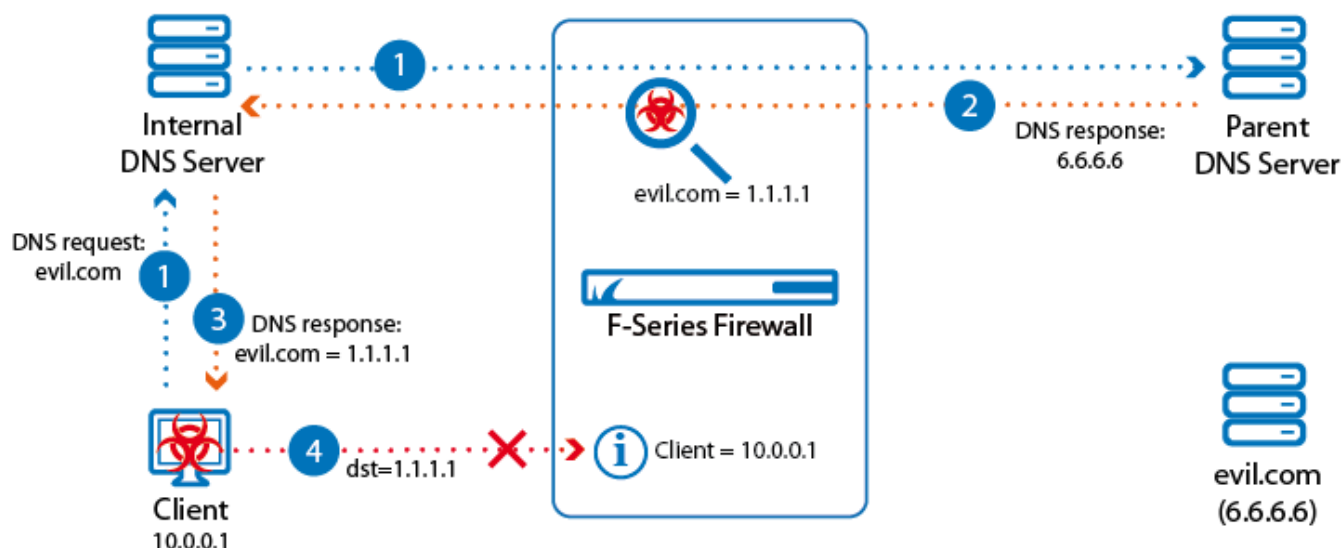 1
2
Internal
DNS Server
DNS response:
6.6.6.6
Parent
DNS Server
evil.com = 1.1.1.1
DNS request:
evil.com
1
3
DNS response:
evil.com = 1.1.1.1
F-Series Firewall
4
dst=1.1.1.1
i
Client = 10.0.0.1
Client
10.0.0.1
evil.com
(6.6.6.6)